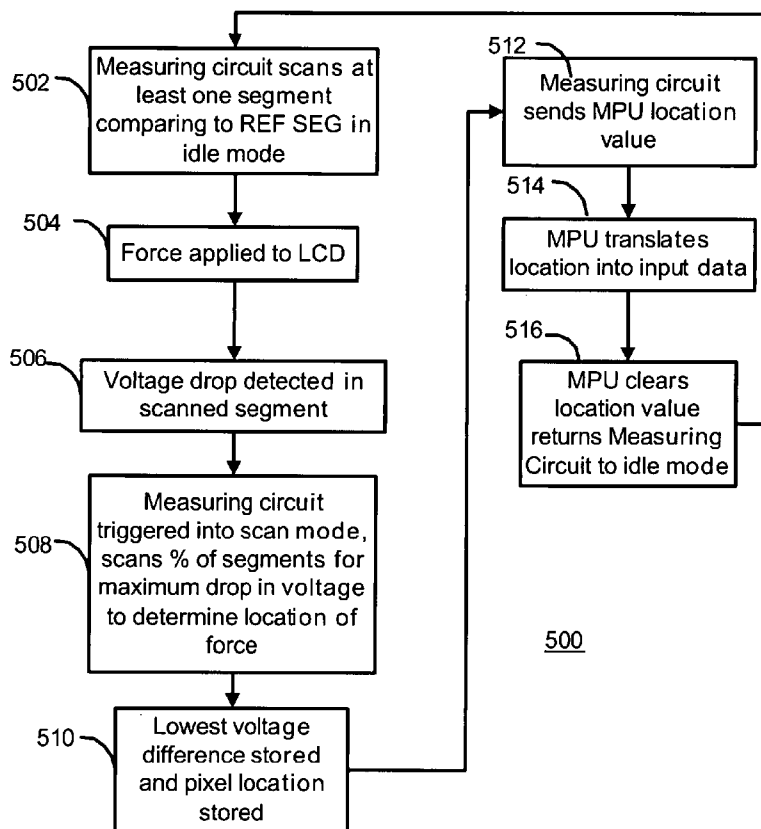 502
Measuring circuit scans at
least one segment
comparing to REF SEG in
idle mode
504
Force applied to LCD
506
Voltage drop detected in
scanned segment
508
Measuring circuit
triggered into scan mode,
scans % of segments for
maximum drop in voltage
to determine location of
force
510
Lowest voltage
difference stored
and pixel location
stored
512
Measuring circuit
sends MPU location
value
514
MPU translates
location into input data
516
MPU clears
location value
returns Measuring
Circuit to idle mode
500